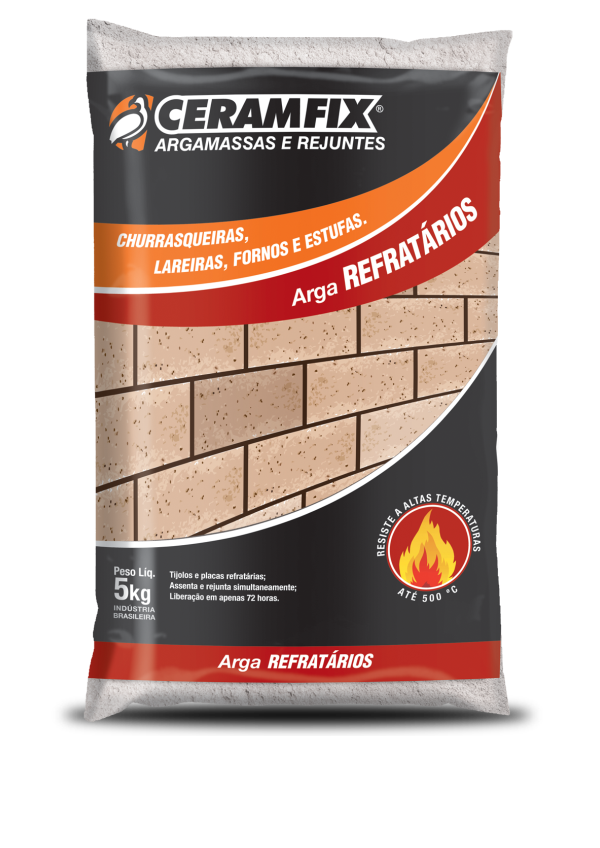 CERAMFIX®
ARGAMASSAS E REJUNTES
CHURRASQUEIRAS,
LAREIRAS, FORNOS E ESTUFAS.
Arga REFRATÁRIOS
RESISTE A ALTAS TEMPERATURAS
ATÉ 500 °C
Peso Líq.
5kg
INDÚSTRIA
BRASILEIRA
Tijolos e placas refratárias;
Assenta e rejunta simultaneamente;
Liberação em apenas 72 horas.
Arga REFRATÁRIOS